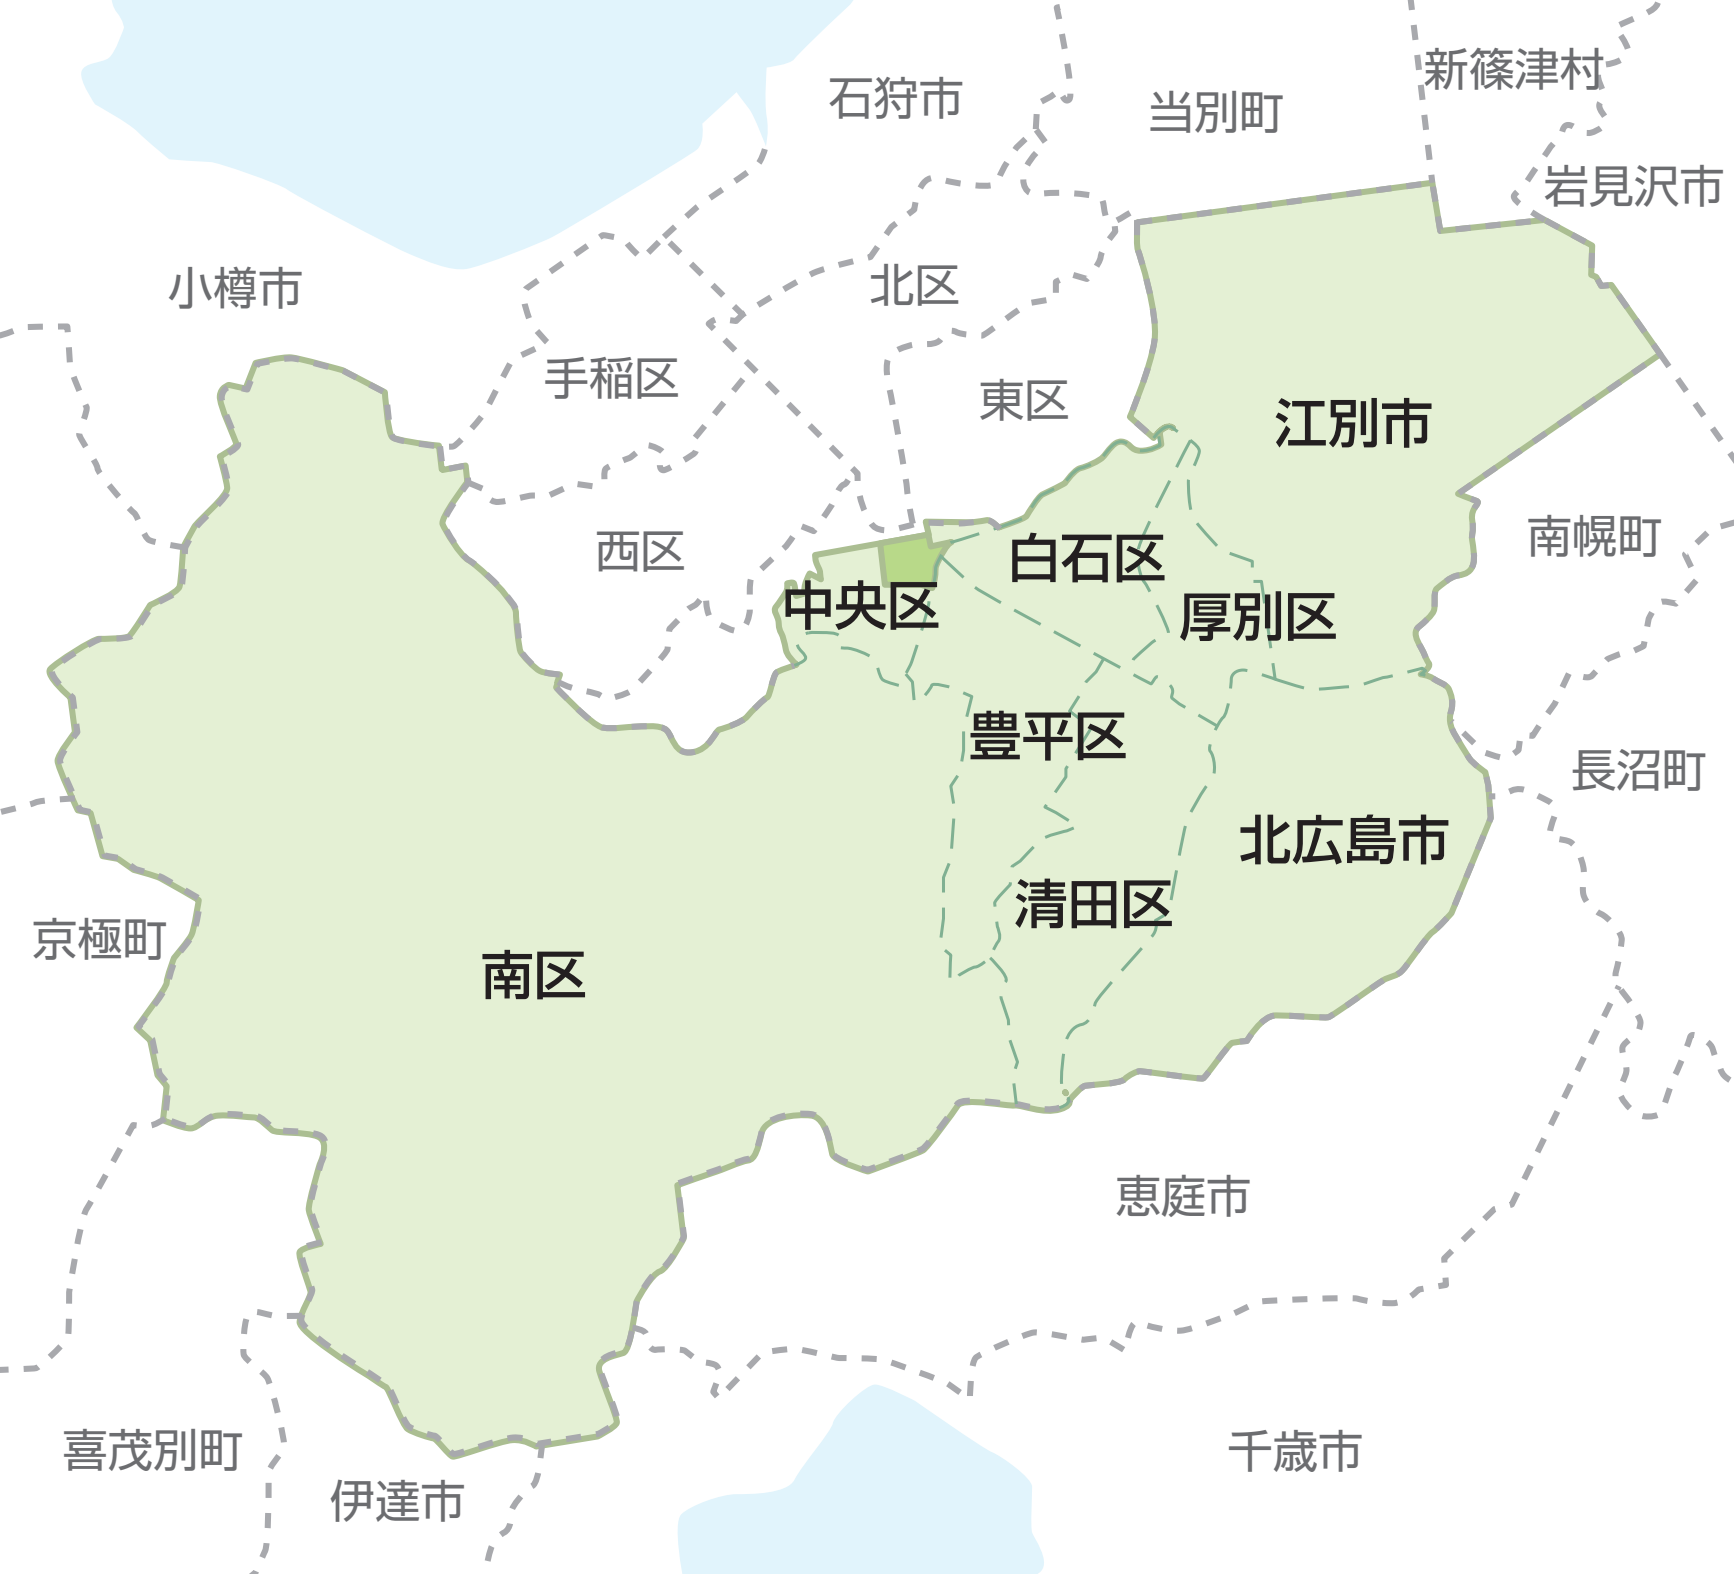 新篠津村
石狩市
当別町
岩見沢市
北区
小樽市
手稲区
東区
江別市
南幌町
西区
白石区
中央区
厚別区
豊平区
長沼町
北広島市
清田区
京極町
南区
恵庭市
喜茂別町
千歳市
伊達市